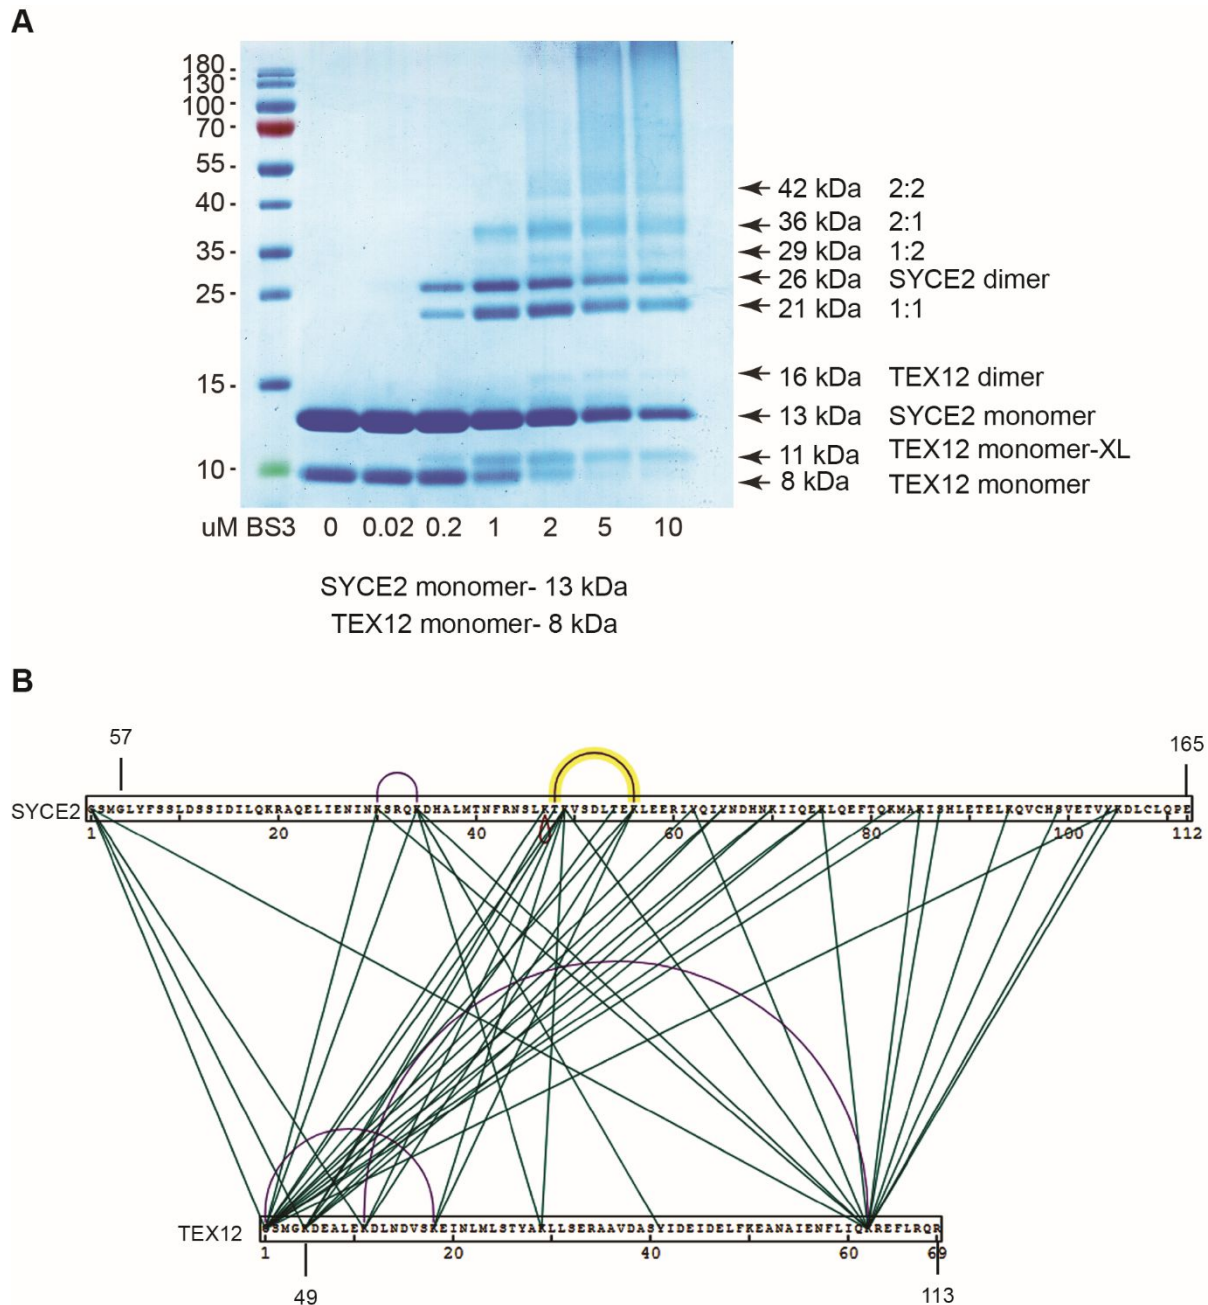 A
180
130
100
70
55
40
35
25
15
10
42 kDa 2:2
36 kDa 2:1
29 kDa 1:2
26 kDa SYCE2 dimer
21 kDa 1:1
16 kDa TEX12 dimer
13 kDa SYCE2 monomer
11 kDa TEX12 monomer-XL
8 kDa TEX12 monomer
uM BS3 0 0.02 0.2 1 2 5 10
SYCE2 monomer- 13 kDa
TEX12 monomer- 8 kDa
B
57 165
SYCE2 GSMGLYFSSLDSSIDILQKRAQELIENINKSRQKDHALMTNFRNSLKEKVSDLTEKLEERIYQIYNDHNKIIQEKLQEFTQKMAKISHLETELKQVCHSVETVYKDLCLQPE
1 20 40 60 80 100 112
TEX12 GSMGKDEALEKDLNDVSKEINLMLSTYAKLLSERAAVDASYIDEIDELFKEANAIENFLIQKREFLRQR
1 20 40 60 69
49 113